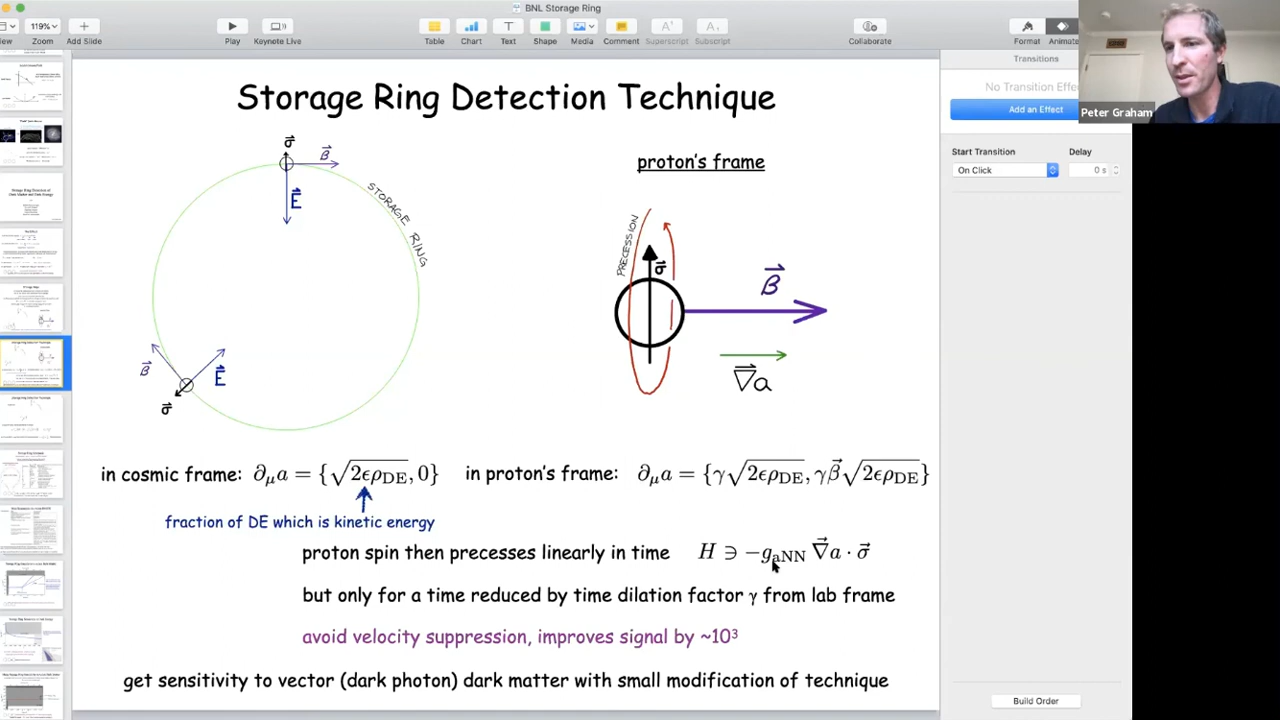 BNL Storage Ring
119%
Zoom
Add Slide
Play
Keynote Live
Table
Chart
Text
Shape
Media
Comment
Superscript
Subscript
Collaborate
Format
Animate
Transitions
No Transition Effe
Add an Effect
Peter Graham
Start Transition
Delay
On Click
0 s
Storage Ring Detection Technique
proton's frame
σ⃗
β⃗
E⃗
STORAGE RING
β⃗
E⃗
σ⃗
PRECESSION
σ⃗
β⃗
∇⃗a
in cosmic frame: ∂μa = {√2ϵρDE, 0} in proton's frame: ∂μa = {γ√2ϵρDE, γβ⃗√2ϵρDE}
fraction of DE which is kinetic energy
proton spin then precesses linearly in time H ∋ −gaNN ∇⃗a · σ⃗
but only for a time reduced by time dilation factor γ from lab frame
avoid velocity suppression, improves signal by ~10³
get sensitivity to vector (dark photon) dark matter with small modification of technique
Build Order